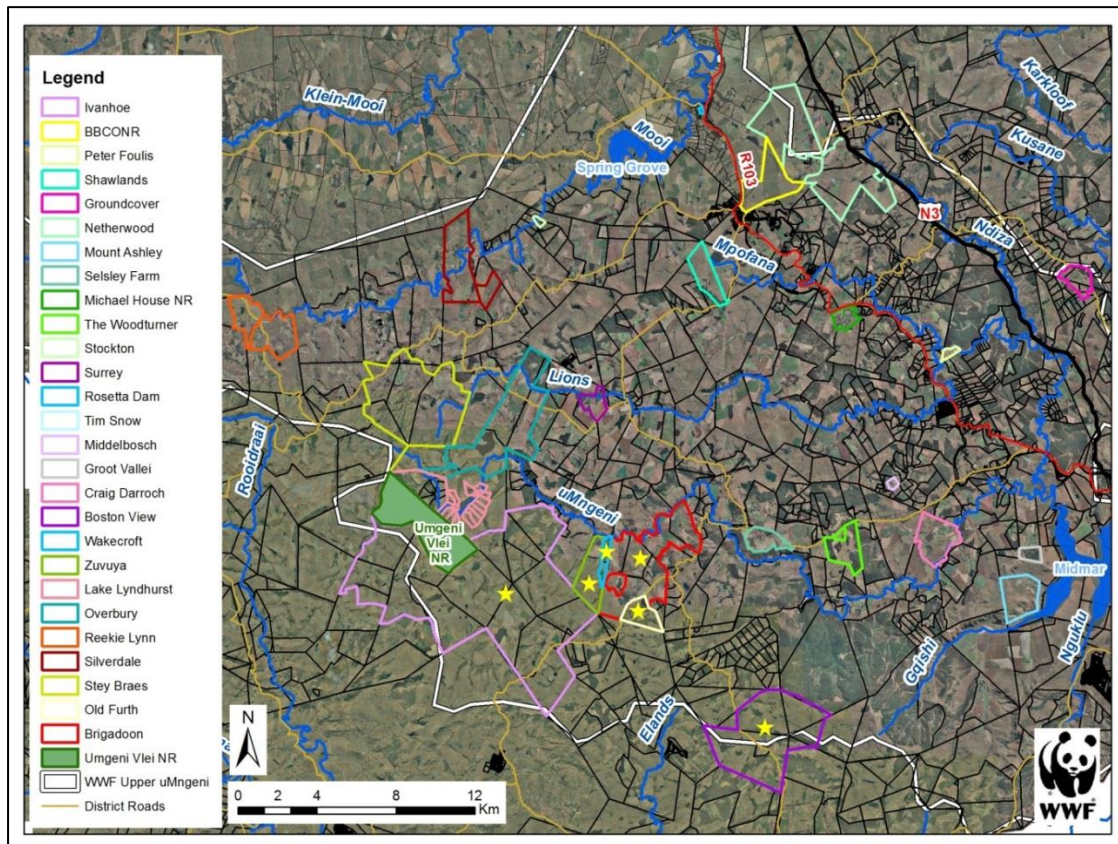 Legend
Ivanhoe
BBCONR
Peter Foulis
Shawlands
Groundcover
Netherwood
Mount Ashley
Selsley Farm
Michael House NR
The Woodturner
Stockton
Surrey
Rosetta Dam
Tim Snow
Middelbosch
Groot Vallei
Craig Darroch
Boston View
Wakecroft
Zuvuya
Lake Lyndhurst
Overbury
Reekie Lynn
Silverdale
Stey Braes
Old Furth
Brigadoon
Umgeni Vlei NR
WWF Upper uMngeni
District Roads
Klein-Mooi
Mooi
Spring Grove
R103
Karkloof
Kusane
N3
Ndiza
Mpofana
Lions
Rooidraai
uMngeni
Umgeni
Vlei
NR
Midmar
Gqishi
Nguklu
Elands
N
0 2 4 8 12
Km
WWF